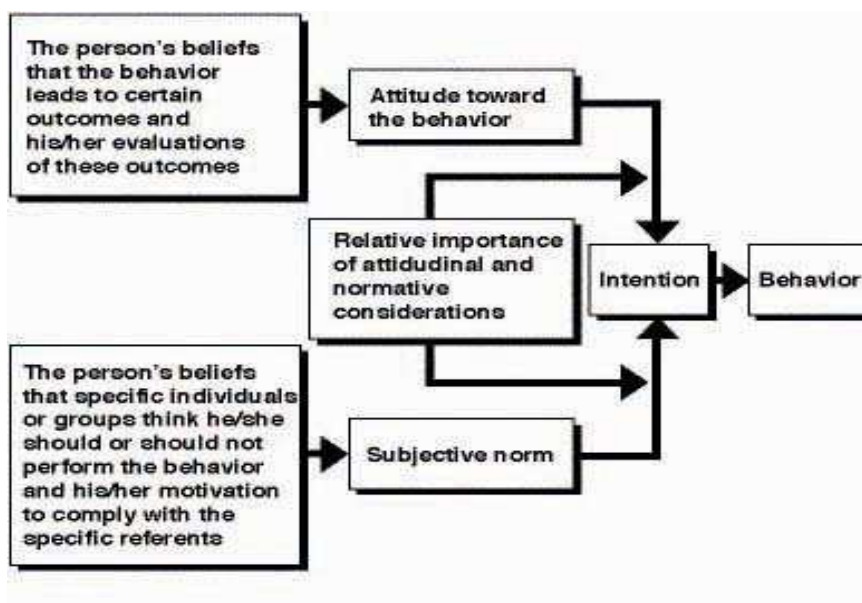 The person's beliefs
that the behavior
leads to certain
outcomes and
his/her evaluations
of these outcomes
Attitude toward
the behavior
Relative importance
of attidudinal and
normative
considerations
Intention
Behavior
The person's beliefs
that specific individuals
or groups think he/she
should or should not
perform the behavior
and his/her motivation
to comply with the
specific referents
Subjective norm